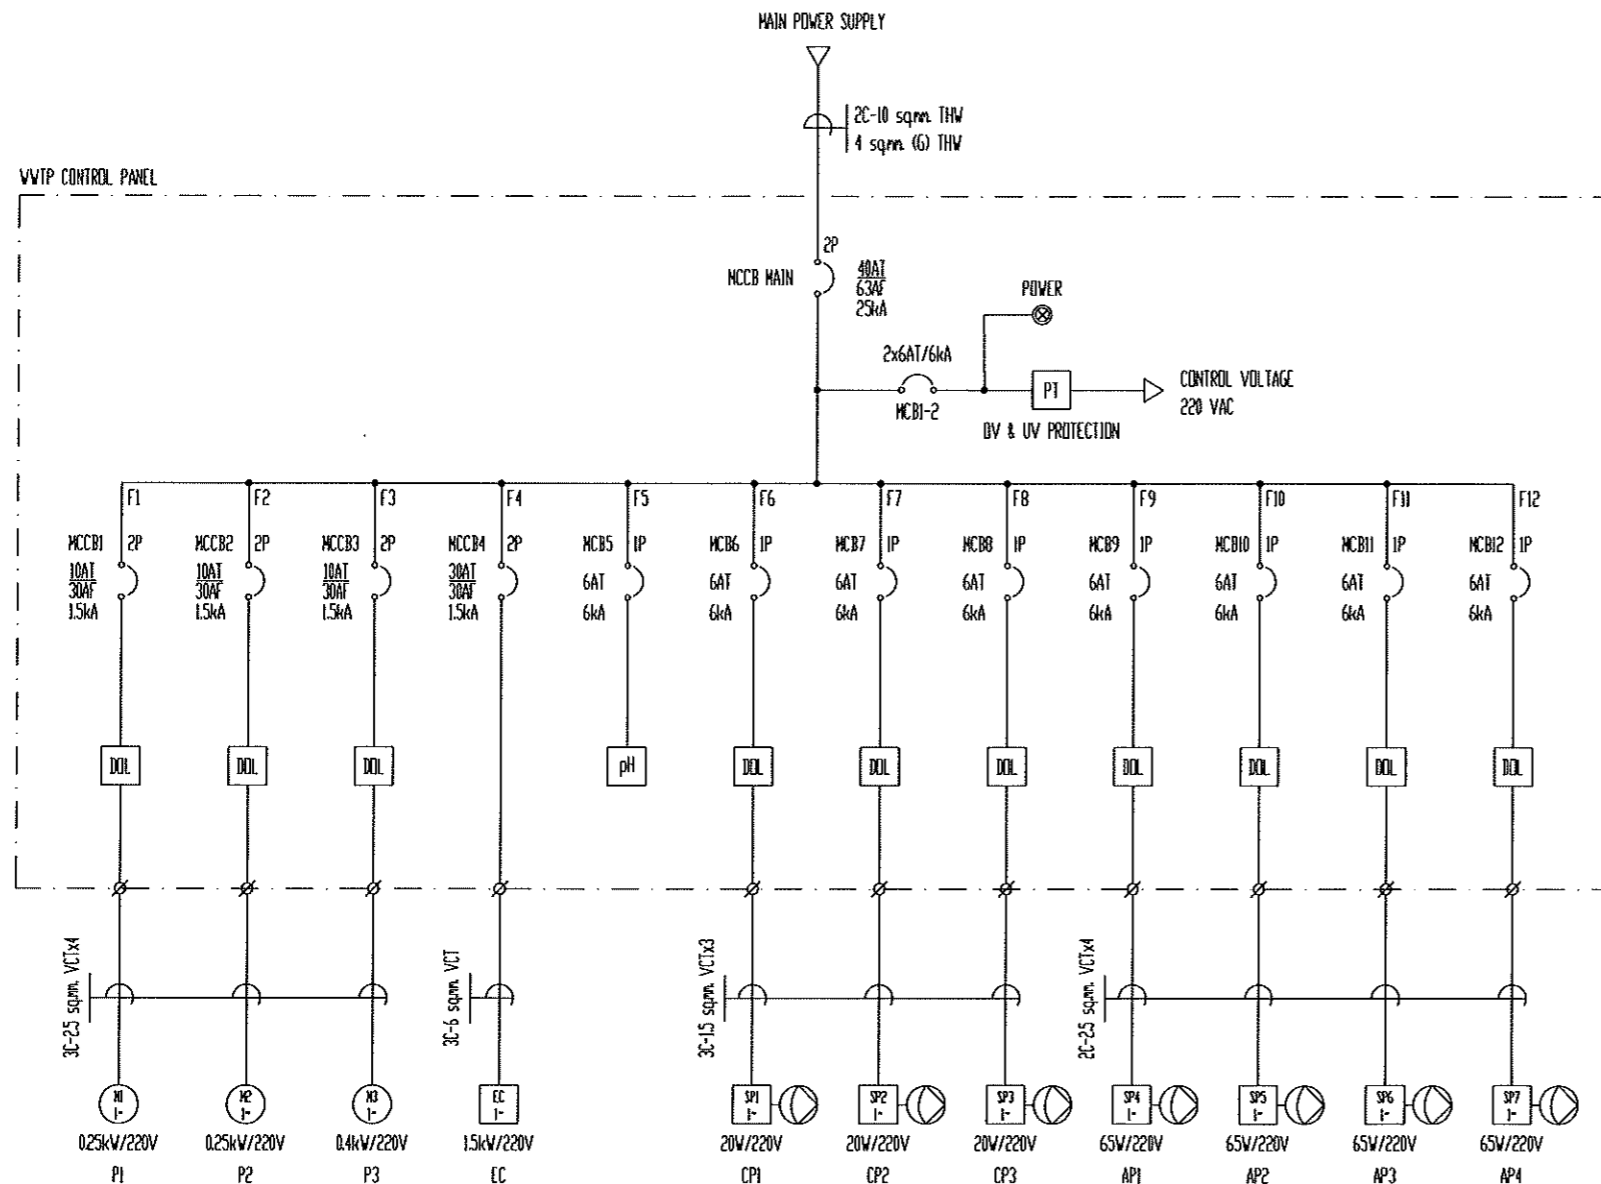 MAIN POWER SUPPLY
2C-10 sq.mm. THW
4 sq.mm. (G) THW
WWTP CONTROL PANEL
2P
MCCB MAIN
40AT
63AF
25kA
POWER
2x6AT/6kA
MCB1-2
PT
CONTROL VOLTAGE
220 VAC
OV & UV PROTECTION
F1 F2 F3 F4 F5 F6 F7 F8 F9 F10 F11 F12
MCCB1 2P MCCB2 2P MCCB3 2P MCCB4 2P MCB5 1P MCB6 1P MCB7 1P MCB8 1P MCB9 1P MCB10 1P MCB11 1P MCB12 1P
10AT 10AT 10AT 30AT 6AT 6AT 6AT 6AT 6AT 6AT 6AT 6AT
30AF 30AF 30AF 30AF
1.5kA 1.5kA 1.5kA 1.5kA 6kA 6kA 6kA 6kA 6kA 6kA 6kA 6kA
DOL DOL DOL pH DOL DOL DOL DOL DOL DOL DOL
3C-2.5 sq.mm. VCTx4
3C-6 sq.mm. VCT
3C-1.5 sq.mm. VCTx3
2C-2.5 sq.mm. VCTx4
M1 M2 M3 EC SP1 SP2 SP3 SP4 SP5 SP6 SP7
1~ 1~ 1~ 1~ 1~ 1~ 1~ 1~ 1~ 1~ 1~
0.25kW/220V 0.25kW/220V 0.4kW/220V 1.5kW/220V 20W/220V 20W/220V 20W/220V 65W/220V 65W/220V 65W/220V 65W/220V
P1 P2 P3 EC CP1 CP2 CP3 AP1 AP2 AP3 AP4